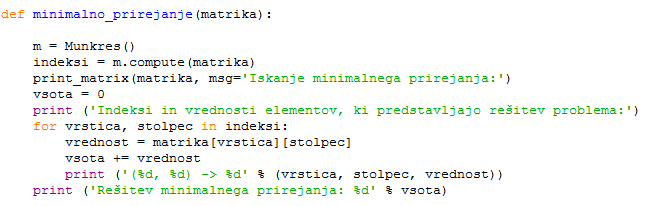 def minimalno_prirejanje(matrika):
m = Munkres()
indeksi = m.compute(matrika)
print_matrix(matrika, msg='Iskanje minimalnega prirejanja:')
vsota = 0
print ('Indeksi in vrednosti elementov, ki predstavljajo rešitev problema:')
for vrstica, stolpec in indeksi:
vrednost = matrika[vrstica][stolpec]
vsota += vrednost
print ('(%d, %d) -> %d' % (vrstica, stolpec, vrednost))
print ('Rešitev minimalnega prirejanja: %d' % vsota)